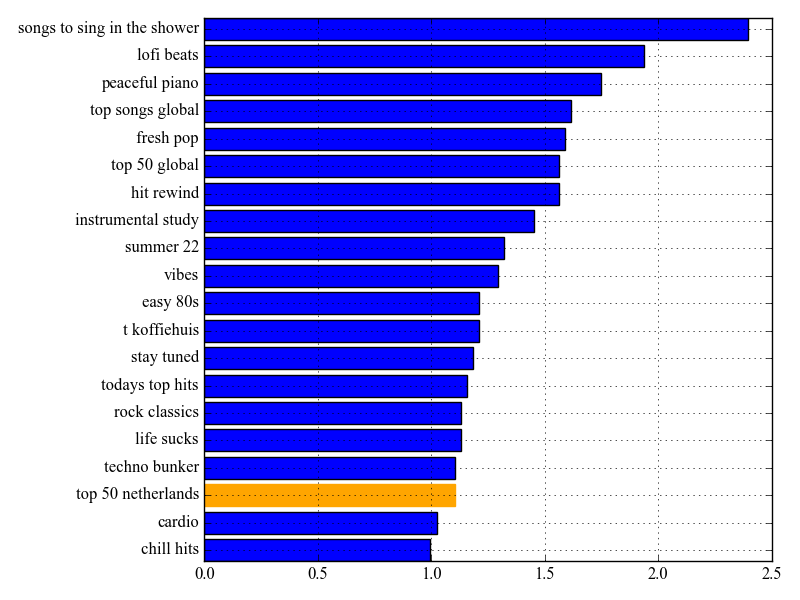 songs to sing in the shower
lofi beats
peaceful piano
top songs global
fresh pop
top 50 global
hit rewind
instrumental study
summer 22
vibes
easy 80s
t koffiehuis
stay tuned
todays top hits
rock classics
life sucks
techno bunker
top 50 netherlands
cardio
chill hits
0.0 0.5 1.0 1.5 2.0 2.5